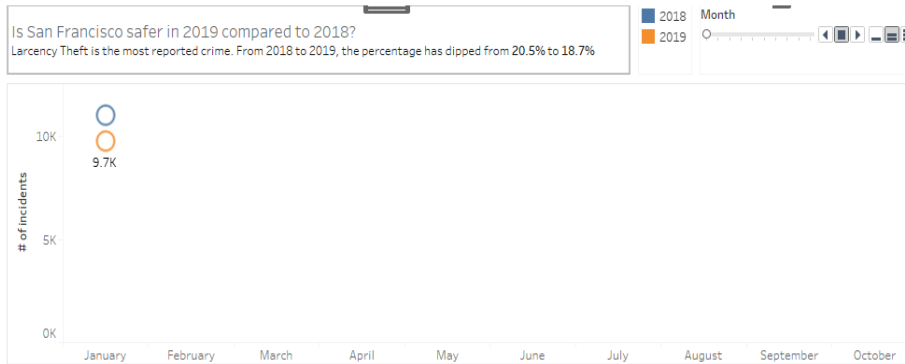 Is San Francisco safer in 2019 compared to 2018?
Larcency Theft is the most reported crime. From 2018 to 2019, the percentage has dipped from 20.5% to 18.7%
2018
2019
Month
# of incidents
10K
5K
0K
9.7K
January February March April May June July August September October